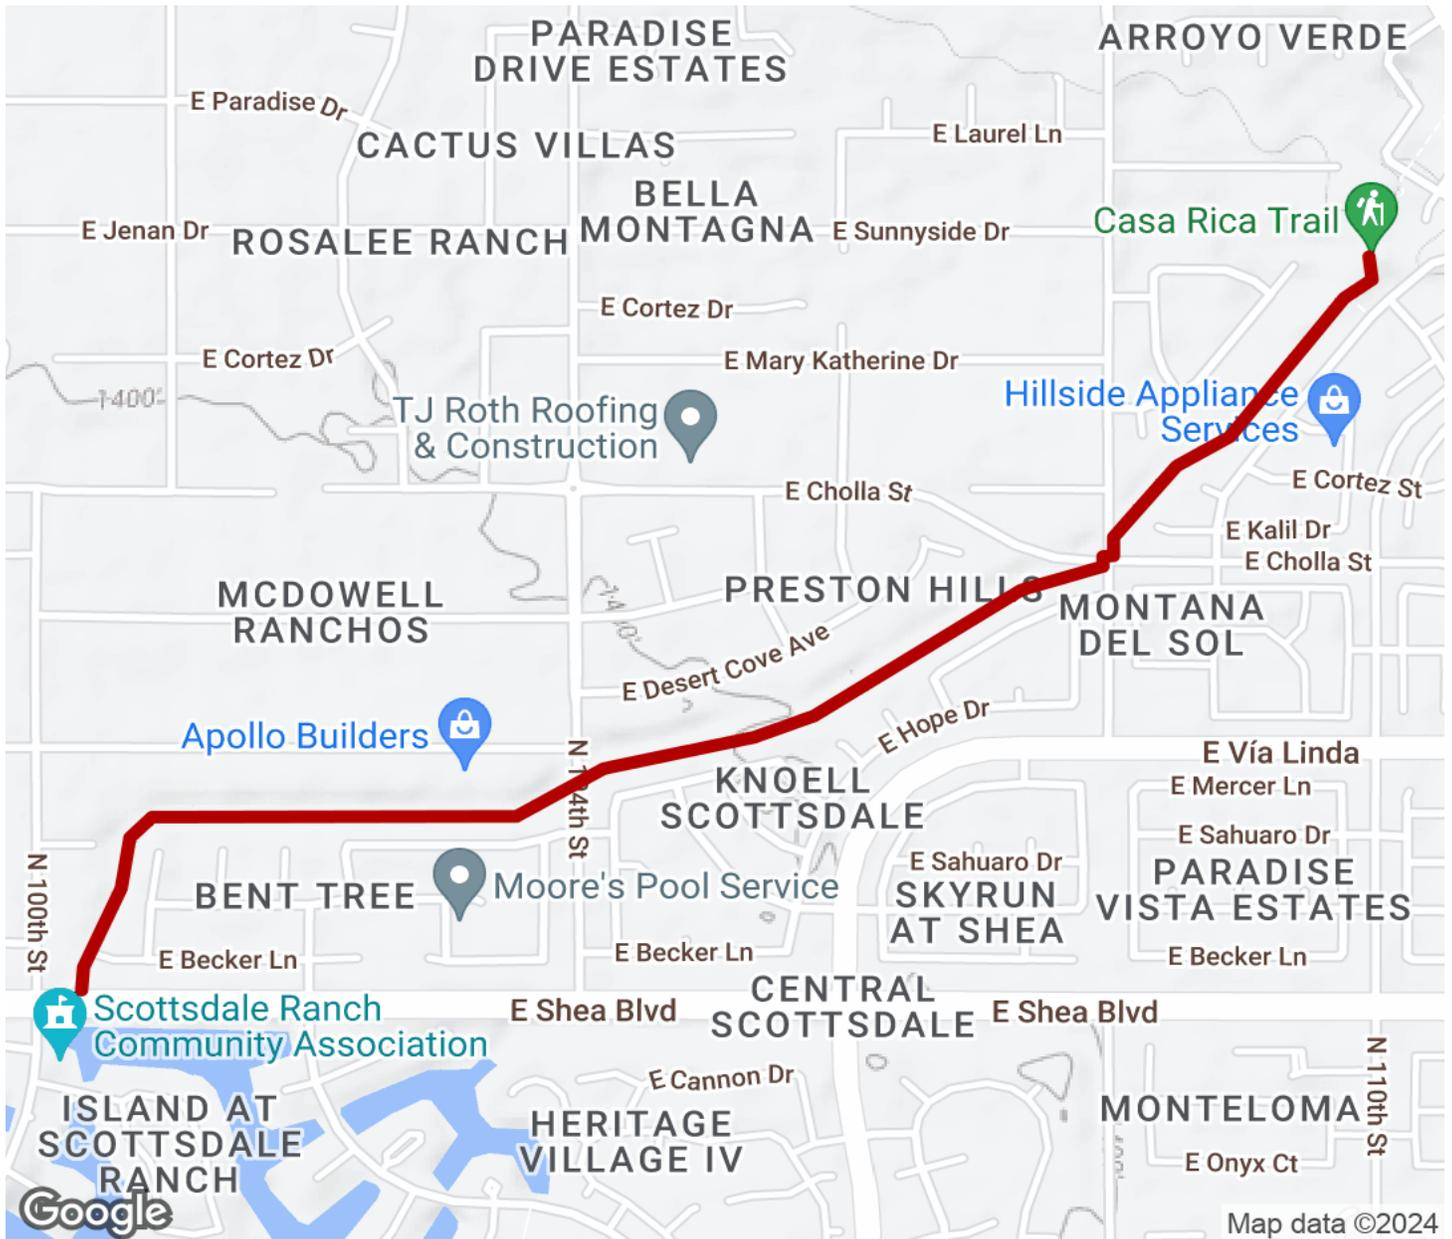 PARADISE
DRIVE ESTATES
ARROYO VERDE
E Paradise Dr
E Laurel Ln
CACTUS VILLAS
BELLA
MONTAGNA
Casa Rica Trail
E Jenan Dr
ROSALEE RANCH
E Sunnyside Dr
E Cortez Dr
E Cortez Dr
E Mary Katherine Dr
1400'
Hillside Appliance
Services
TJ Roth Roofing
& Construction
E Cholla St
E Cortez St
E Kalil Dr
E Cholla St
PRESTON HILLS
MCDOWELL
RANCHOS
MONTANA
DEL SOL
E Desert Cove Ave
E Hope Dr
Apollo Builders
N 104th St
E Vía Linda
KNOELL
SCOTTSDALE
E Mercer Ln
E Sahuaro Dr
E Sahuaro Dr
PARADISE
VISTA ESTATES
N 100th St
BENT TREE
Moore's Pool Service
SKYRUN
AT SHEA
E Becker Ln
E Becker Ln
E Becker Ln
CENTRAL
SCOTTSDALE
Scottsdale Ranch
Community Association
E Shea Blvd
E Shea Blvd
E Cannon Dr
N 110th St
ISLAND AT
SCOTTSDALE
RANCH
HERITAGE
VILLAGE IV
MONTELOMA
E Onyx Ct
Google
Map data ©2024